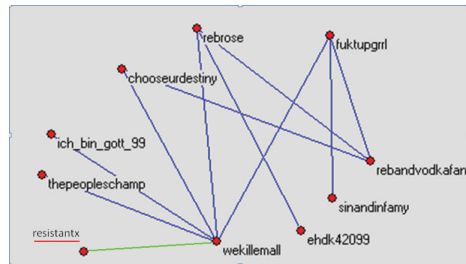 rebrose
fuktupgrrl
chooseurdestiny
ich_bin_gott_99
rebandvodkafan
thepeopleschamp
sinandinfamy
resistantx
ehdk42099
wekillemall